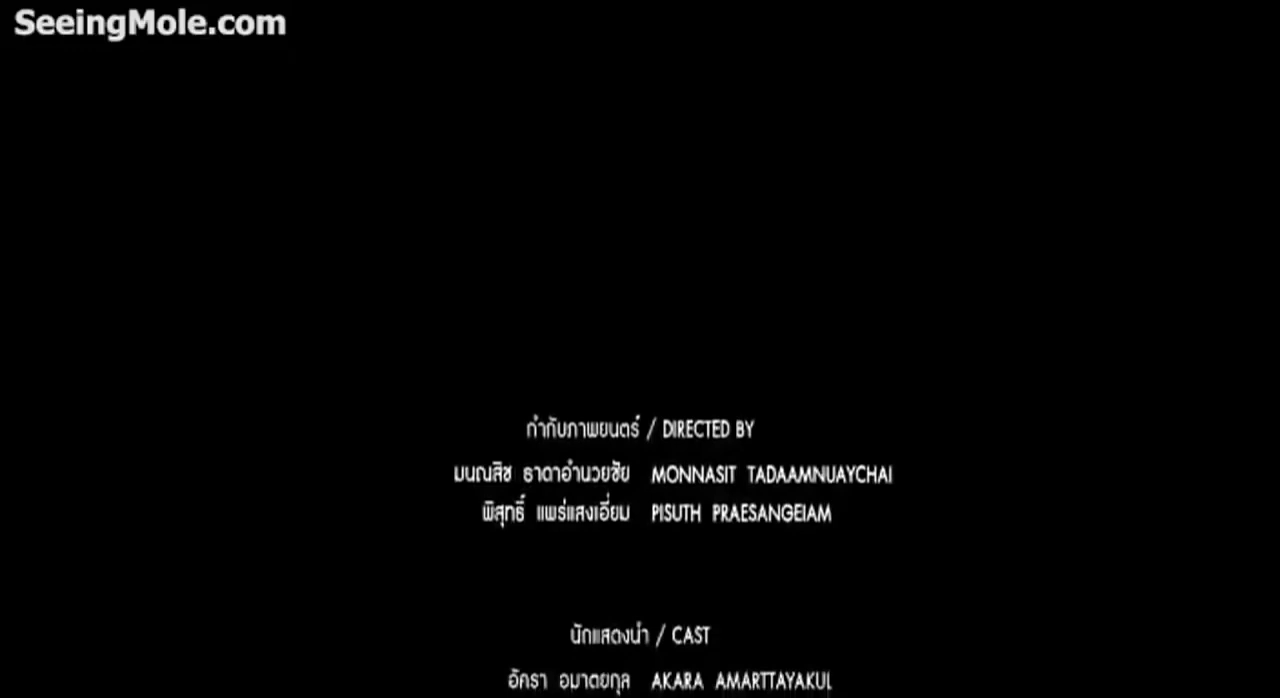 SeeingMole.com
กำกับภาพยนตร์ / DIRECTED BY
มนณสิช ธาดาอำนวยชัย MONNASIT TADAAMNUAYCHAI
พิสุทธิ์ แพร่แสงเอี่ยม PISUTH PRAESANGEIAM
นักแสดงนำ / CAST
อัครา อมาตยกุล AKARA AMARTTAYAKUL